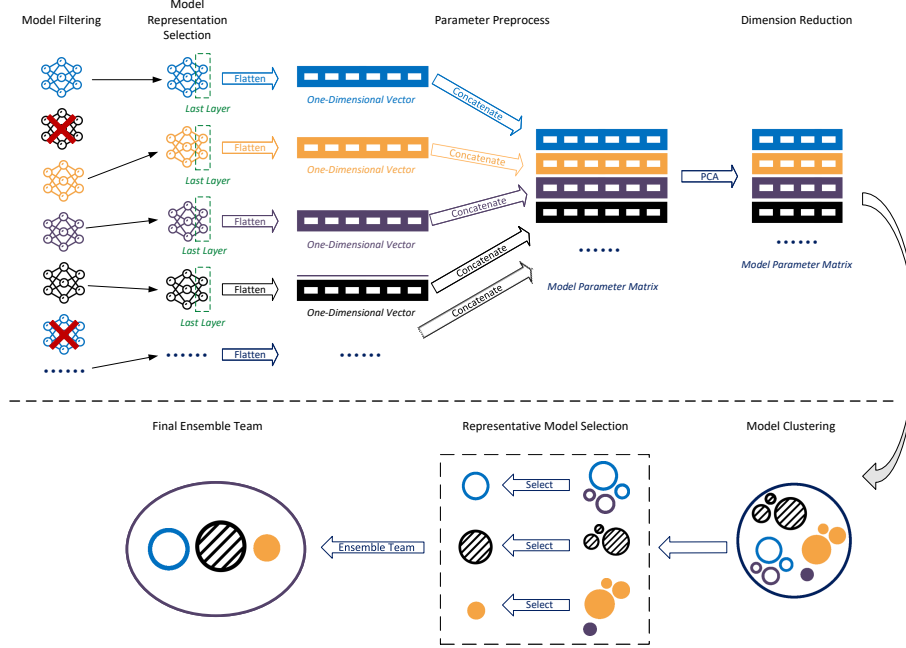 Model Filtering
Model
Representation
Selection
Parameter Preprocess
Dimension Reduction
Flatten
Last Layer
One-Dimensional Vector
Concatenate
Flatten
Last Layer
One-Dimensional Vector
Concatenate
Flatten
Last Layer
One-Dimensional Vector
Concatenate
Flatten
Last Layer
One-Dimensional Vector
Concatenate
Flatten
Concatenate
Model Parameter Matrix
PCA
Model Parameter Matrix
Final Ensemble Team
Representative Model Selection
Model Clustering
Select
Select
Select
Ensemble Team